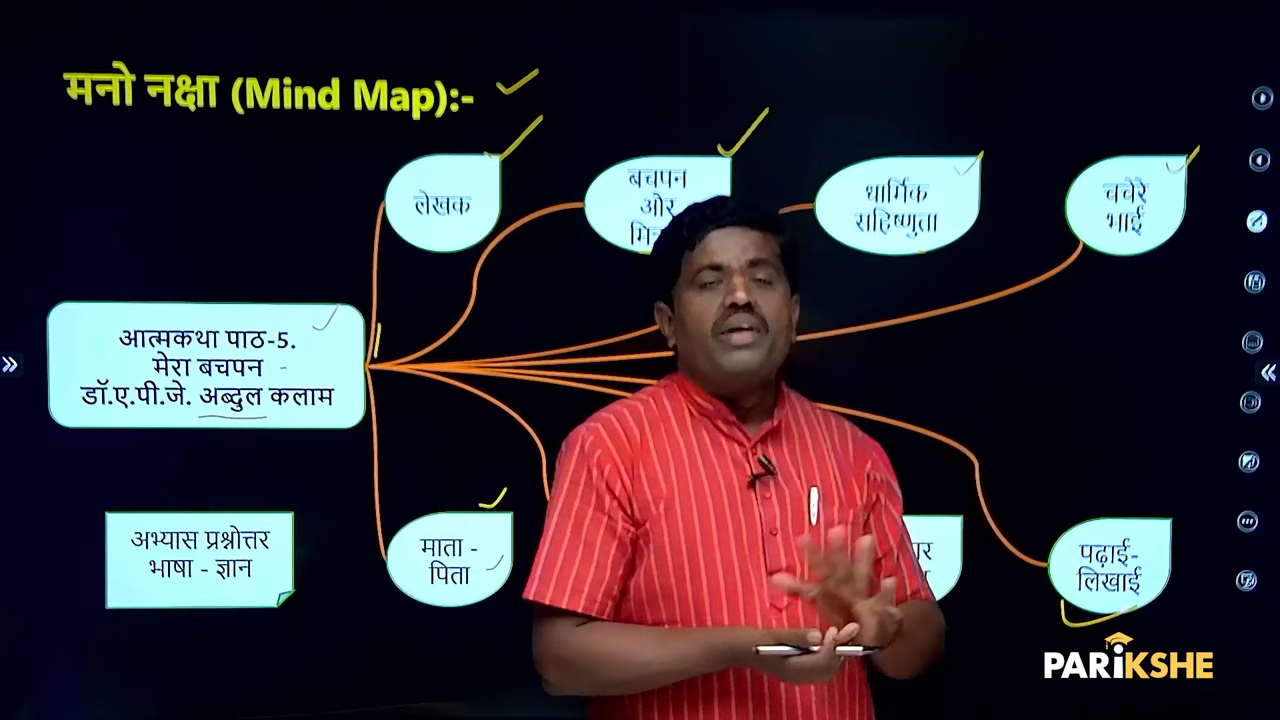 मनो नक्षा (Mind Map):-
लेखक
बचपन
ओर
धार्मिक
सहिष्णुता
चचेरे
भाई
आत्मकथा पाठ-5.
मेरा बचपन
डॉ.ए.पी.जे. अब्दुल कलाम
अभ्यास प्रश्नोत्तर
भाषा - ज्ञान
माता -
पिता
पढ़ाई-
लिखाई
PARiKSHE